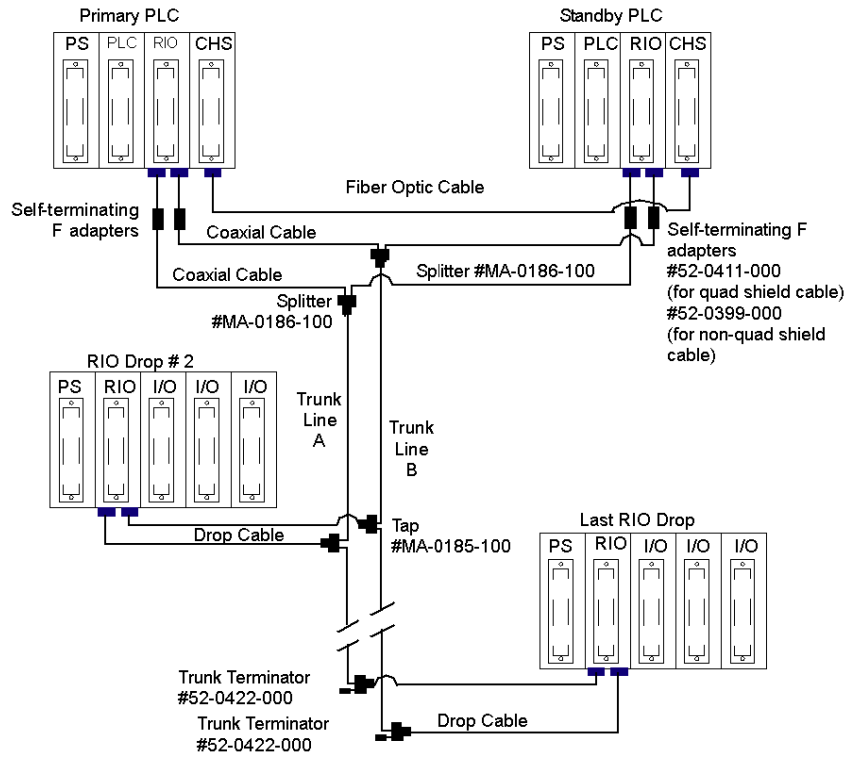 Primary PLC
Standby PLC
PS PLC RIO CHS
PS PLC RIO CHS
Fiber Optic Cable
Self-terminating
F adapters
Coaxial Cable
Coaxial Cable
Splitter #MA-0186-100
Self-terminating F
adapters
#52-0411-000
(for quad shield cable)
#52-0399-000
(for non-quad shield
cable)
Splitter
#MA-0186-100
RIO Drop # 2
PS RIO I/O I/O I/O
Trunk
Line
A
Trunk
Line
B
Drop Cable
Tap
#MA-0185-100
Last RIO Drop
PS RIO I/O I/O I/O
Trunk Terminator
#52-0422-000
Trunk Terminator
#52-0422-000
Drop Cable